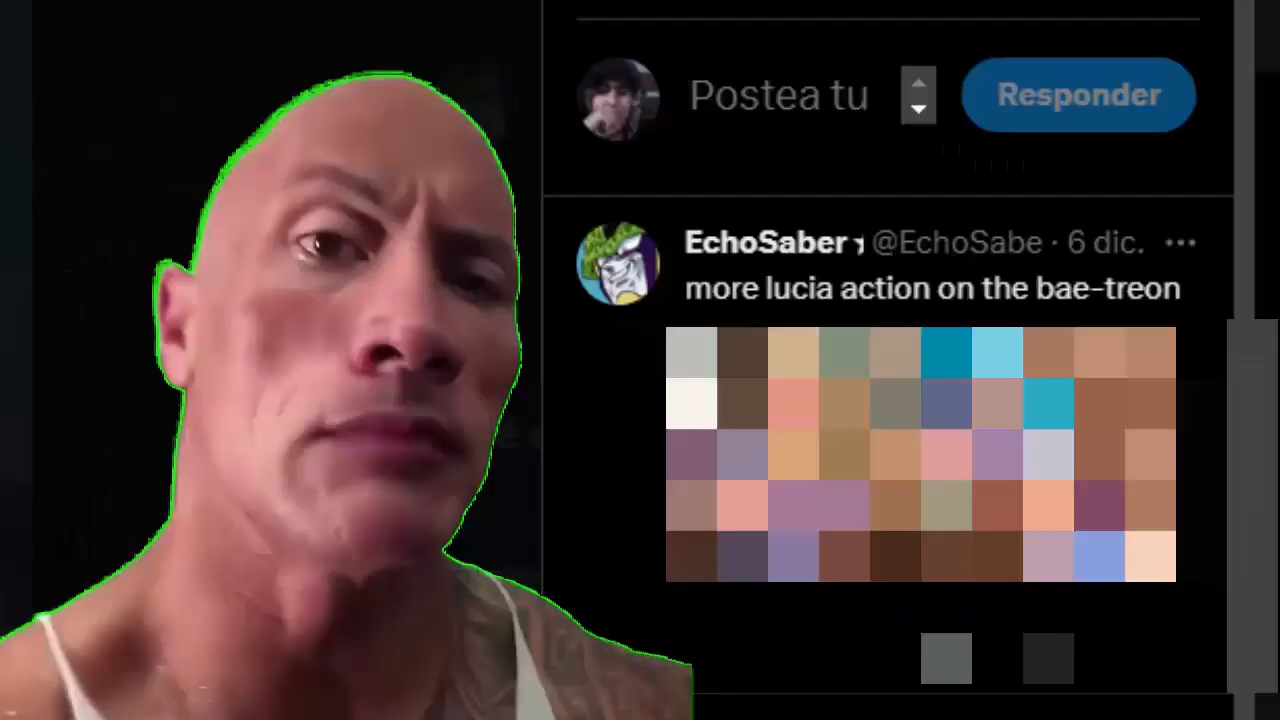 Postea tu
Responder
EchoSaber @EchoSabe · 6 dic. ···
more lucia action on the bae-treon